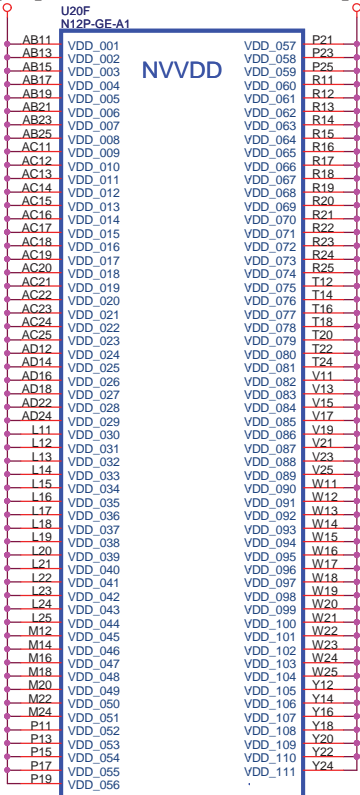 U20F
N12P-GE-A1
NVVDD
AB11 VDD_001 VDD_057 P21
AB13 VDD_002 VDD_058 P23
AB15 VDD_003 VDD_059 P25
AB17 VDD_004 VDD_060 R11
AB19 VDD_005 VDD_061 R12
AB21 VDD_006 VDD_062 R13
AB23 VDD_007 VDD_063 R14
AB25 VDD_008 VDD_064 R15
AC11 VDD_009 VDD_065 R16
AC12 VDD_010 VDD_066 R17
AC13 VDD_011 VDD_067 R18
AC14 VDD_012 VDD_068 R19
AC15 VDD_013 VDD_069 R20
AC16 VDD_014 VDD_070 R21
AC17 VDD_015 VDD_071 R22
AC18 VDD_016 VDD_072 R23
AC19 VDD_017 VDD_073 R24
AC20 VDD_018 VDD_074 R25
AC21 VDD_019 VDD_075 T12
AC22 VDD_020 VDD_076 T14
AC23 VDD_021 VDD_077 T16
AC24 VDD_022 VDD_078 T18
AC25 VDD_023 VDD_079 T20
AD12 VDD_024 VDD_080 T22
AD14 VDD_025 VDD_081 T24
AD16 VDD_026 VDD_082 V11
AD18 VDD_027 VDD_083 V13
AD22 VDD_028 VDD_084 V15
AD24 VDD_029 VDD_085 V17
L11 VDD_030 VDD_086 V19
L12 VDD_031 VDD_087 V21
L13 VDD_032 VDD_088 V23
L14 VDD_033 VDD_089 V25
L15 VDD_034 VDD_090 W11
L16 VDD_035 VDD_091 W12
L17 VDD_036 VDD_092 W13
L18 VDD_037 VDD_093 W14
L19 VDD_038 VDD_094 W15
L20 VDD_039 VDD_095 W16
L21 VDD_040 VDD_096 W17
L22 VDD_041 VDD_097 W18
L23 VDD_042 VDD_098 W19
L24 VDD_043 VDD_099 W20
L25 VDD_044 VDD_100 W21
M12 VDD_045 VDD_101 W22
M14 VDD_046 VDD_102 W23
M16 VDD_047 VDD_103 W24
M18 VDD_048 VDD_104 W25
M20 VDD_049 VDD_105 Y12
M22 VDD_050 VDD_106 Y14
M24 VDD_051 VDD_107 Y16
P11 VDD_052 VDD_108 Y18
P13 VDD_053 VDD_109 Y20
P15 VDD_054 VDD_110 Y22
P17 VDD_055 VDD_111 Y24
P19 VDD_056